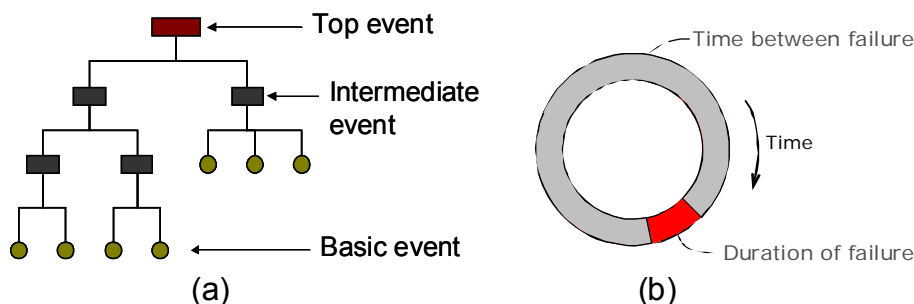 Top event
Intermediate
event
Basic event
(a)
Time between failure
Time
Duration of failure
(b)